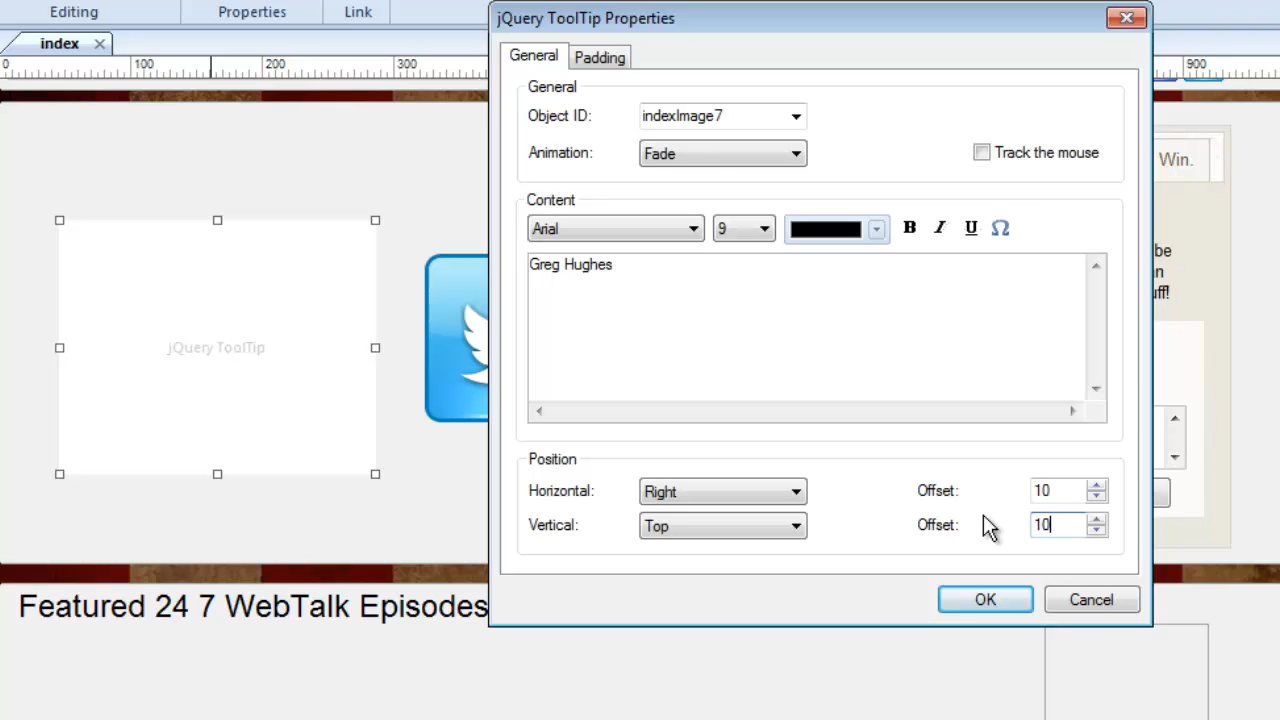 Editing Properties Link
jQuery ToolTip Properties
index
0 100 200 300 900
General Padding
General
Object ID: indexImage7
Animation: Fade Track the mouse
Win.
Content
Arial 9 B I U Ω
Greg Hughes
be
n
uff!
jQuery ToolTip
Position
Horizontal: Right Offset: 10
Vertical: Top Offset: 10
OK Cancel
Featured 24 7 WebTalk Episodes